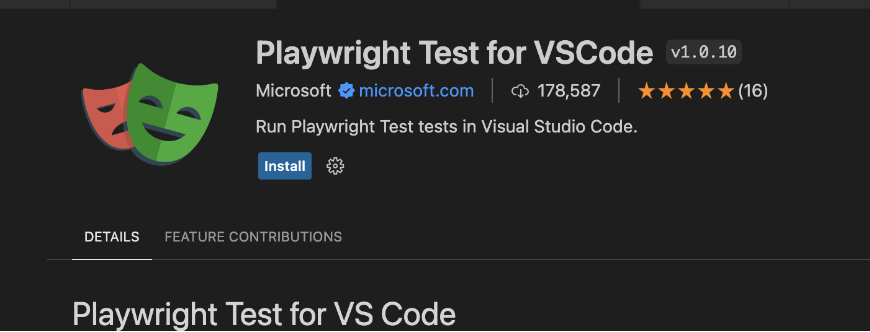 Playwright Test for VSCode v1.0.10
Microsoft microsoft.com 178,587 (16)
Run Playwright Test tests in Visual Studio Code.
Install
DETAILS FEATURE CONTRIBUTIONS
Playwright Test for VS Code